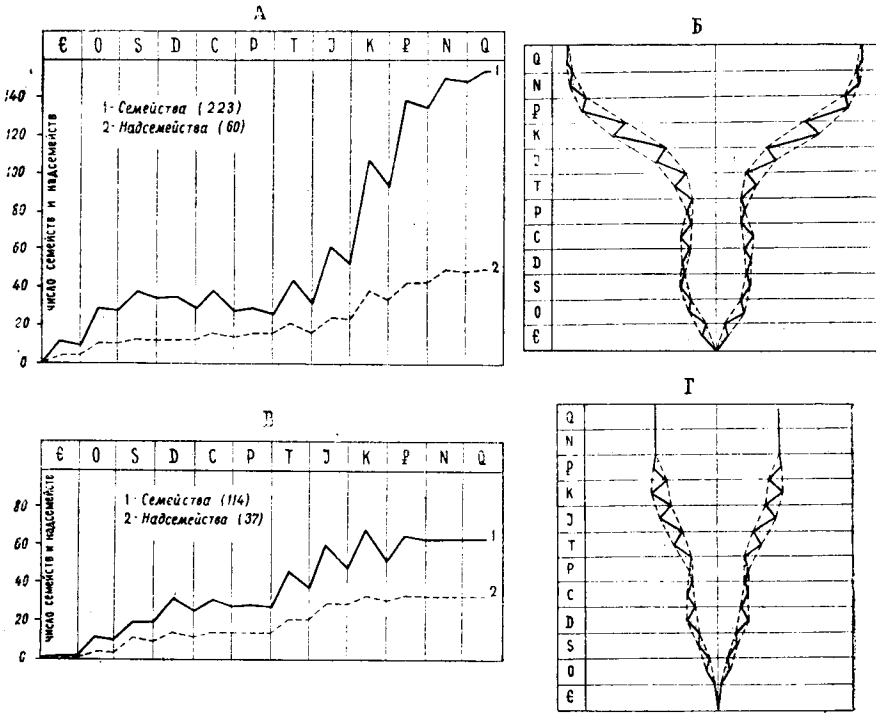 А
Є O S D C P T J K ₽ N Q
140
120
100
80
60
40
20
0
ЧИСЛО СЕМЕЙСТВ И НАДСЕМЕЙСТВ
1 - Семейства (223)
2 - Надсемейства (60)
1
2
Б
Q
N
₽
K
J
T
P
C
D
S
O
Є
В
Є O S D C P T J K ₽ N Q
80
60
40
20
0
ЧИСЛО СЕМЕЙСТВ И НАДСЕМЕЙСТВ
1 - Семейства (114)
2 - Надсемейства (37)
1
2
Г
Q
N
₽
K
J
T
P
C
D
S
O
Є